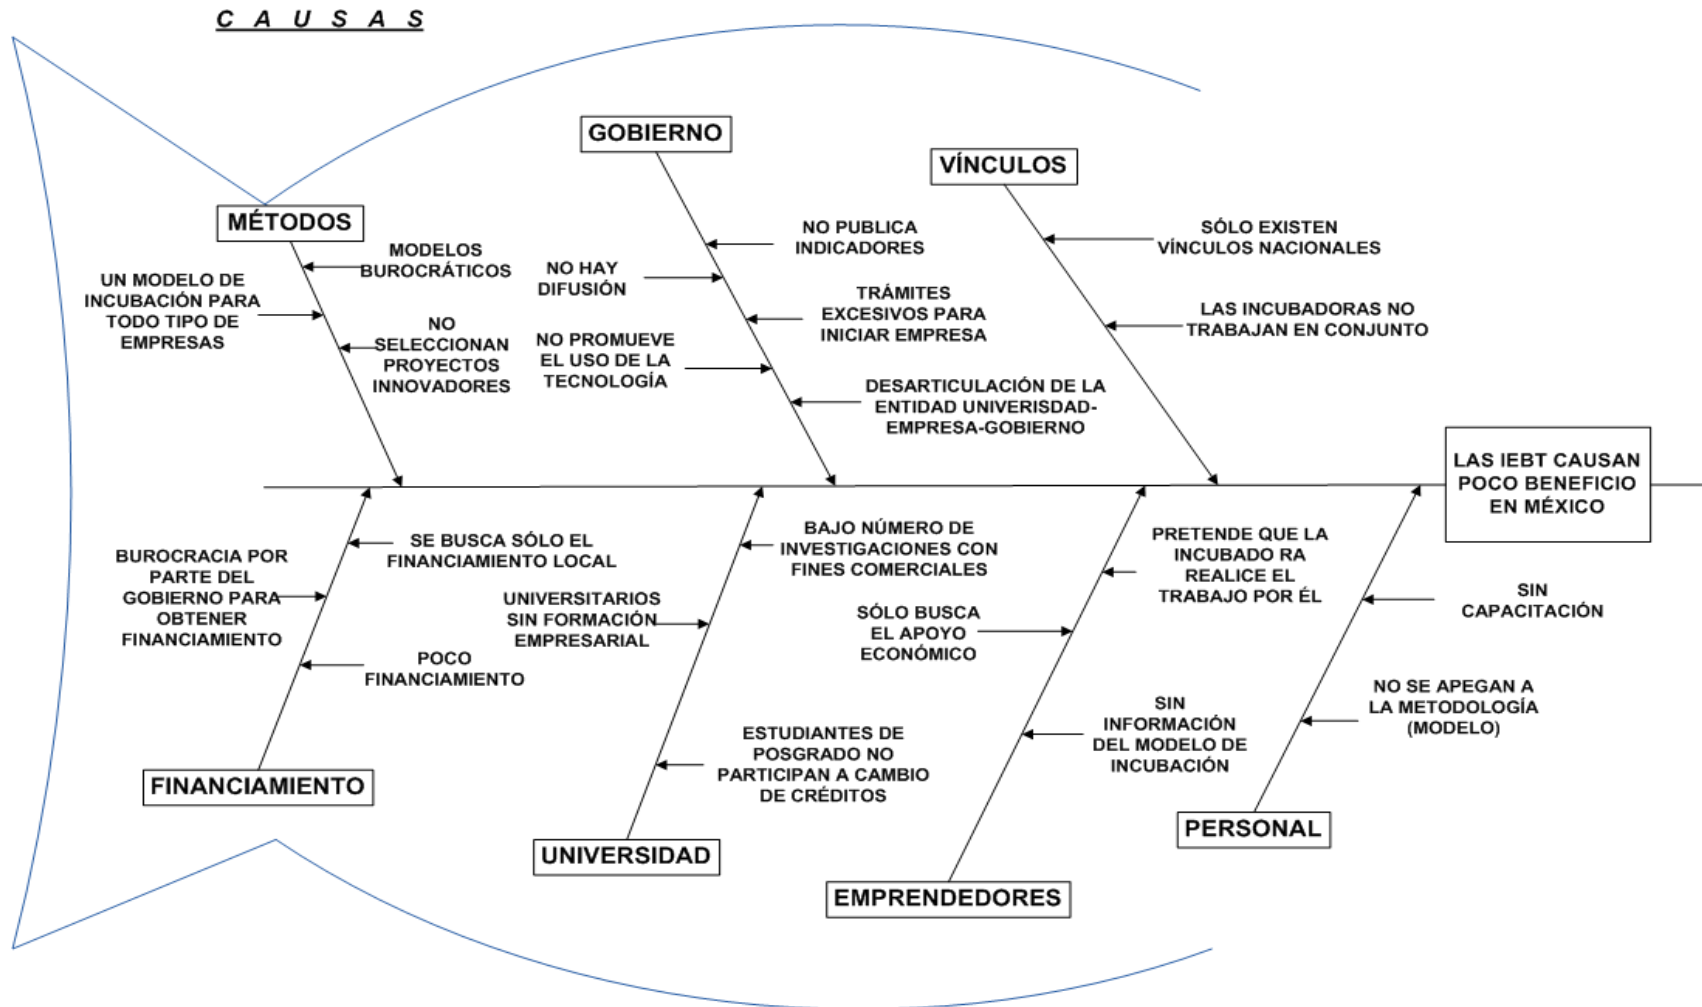 C A U S A S
GOBIERNO
VÍNCULOS
MÉTODOS
MODELOS
BUROCRÁTICOS
UN MODELO DE
INCUBACIÓN PARA
TODO TIPO DE
EMPRESAS
NO
SELECCIONAN
PROYECTOS
INNOVADORES
NO PUBLICA
INDICADORES
NO HAY
DIFUSIÓN
TRÁMITES
EXCESIVOS PARA
INICIAR EMPRESA
NO PROMUEVE
EL USO DE LA
TECNOLOGÍA
DESARTICULACIÓN DE LA
ENTIDAD UNIVERISDAD-
EMPRESA-GOBIERNO
SÓLO EXISTEN
VÍNCULOS NACIONALES
LAS INCUBADORAS NO
TRABAJAN EN CONJUNTO
LAS IEBT CAUSAN
POCO BENEFICIO
EN MÉXICO
SE BUSCA SÓLO EL
FINANCIAMIENTO LOCAL
BUROCRACIA POR
PARTE DEL
GOBIERNO PARA
OBTENER
FINANCIAMIENTO
POCO
FINANCIAMIENTO
FINANCIAMIENTO
BAJO NÚMERO DE
INVESTIGACIONES CON
FINES COMERCIALES
UNIVERSITARIOS
SIN FORMACIÓN
EMPRESARIAL
ESTUDIANTES DE
POSGRADO NO
PARTICIPAN A CAMBIO
DE CRÉDITOS
UNIVERSIDAD
PRETENDE QUE LA
INCUBADO RA
REALICE EL
TRABAJO POR ÉL
SÓLO BUSCA
EL APOYO
ECONÓMICO
SIN
INFORMACIÓN
DEL MODELO DE
INCUBACIÓN
EMPRENDEDORES
SIN
CAPACITACIÓN
NO SE APEGAN A
LA METODOLOGÍA
(MODELO)
PERSONAL